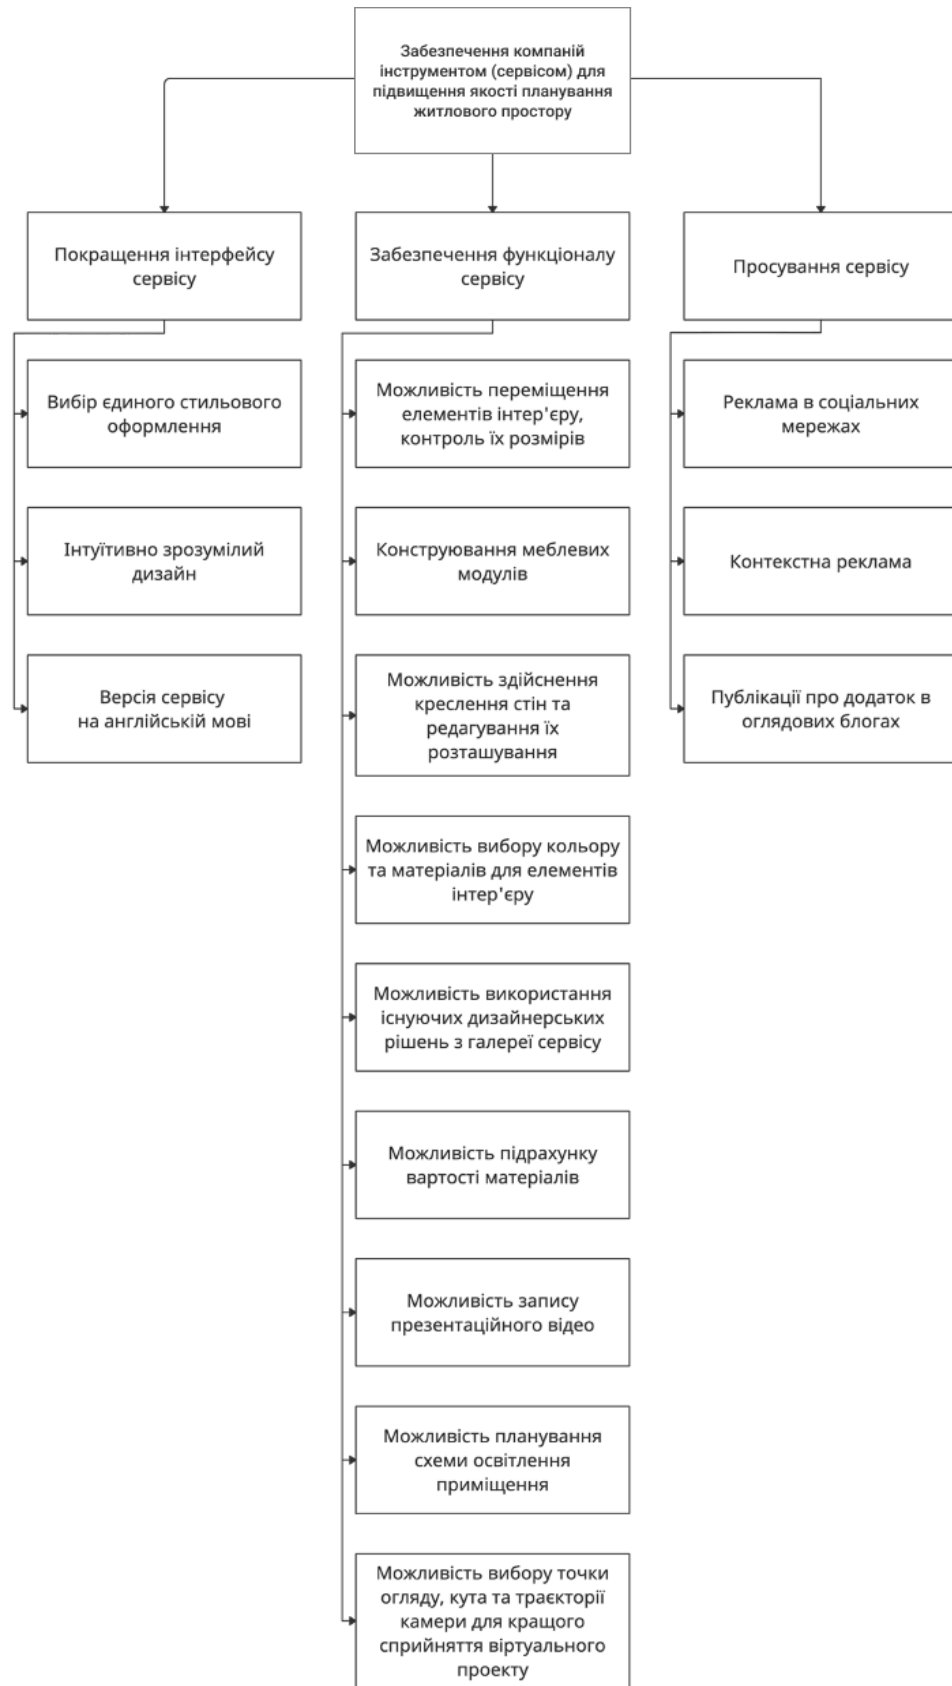 Забезпечення компаній
інструментом (сервісом) для
підвищення якості планування
житлового простору
Покращення інтерфейсу
сервісу
Вибір єдиного стильового
оформлення
Інтуїтивно зрозумілий
дизайн
Версія сервісу
на англійській мові
Забезпечення функціоналу
сервісу
Можливість переміщення
елементів інтер'єру,
контроль їх розмірів
Конструювання меблевих
модулів
Можливість здійснення
креслення стін та
редагування їх
розташування
Можливість вибору кольору
та матеріалів для елементів
інтер'єру
Можливість використання
існуючих дизайнерських
рішень з галереї сервісу
Можливість підрахунку
вартості матеріалів
Можливість запису
презентаційного відео
Можливість планування
схеми освітлення
приміщення
Можливість вибору точки
огляду, кута та траєкторії
камери для кращого
сприйняття віртуального
проекту
Просування сервісу
Реклама в соціальних
мережах
Контекстна реклама
Публікації про додаток в
оглядових блогах